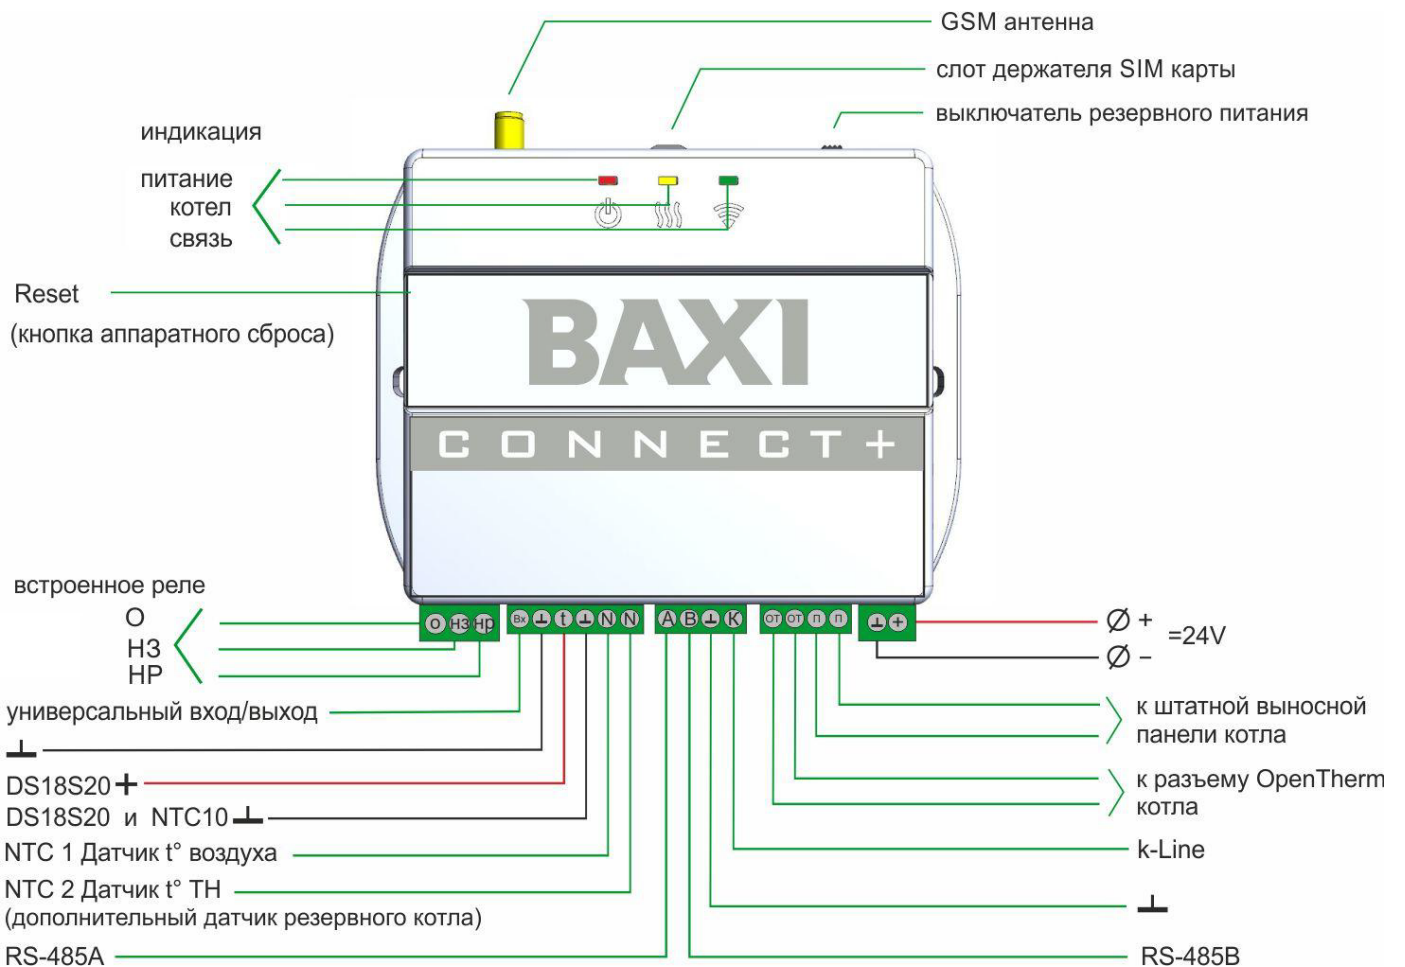 GSM антенна
слот держателя SIM карты
выключатель резервного питания
индикация
питание
котел
связь
Reset
(кнопка аппаратного сброса)
BAXI
CONNECT+
встроенное реле
О
НЗ
НР
О НЗ НР
Вх ⊥ t ⊥ N N
A B ⊥ K
ОТ ОТ П П
⊥ +
Ø +
=24V
Ø –
универсальный вход/выход
⊥
DS18S20 +
DS18S20 и NTC10 ⊥
NTC 1 Датчик t° воздуха
NTC 2 Датчик t° ТН
(дополнительный датчик резервного котла)
RS-485A
к штатной выносной
панели котла
к разъему OpenTherm
котла
k-Line
⊥
RS-485B